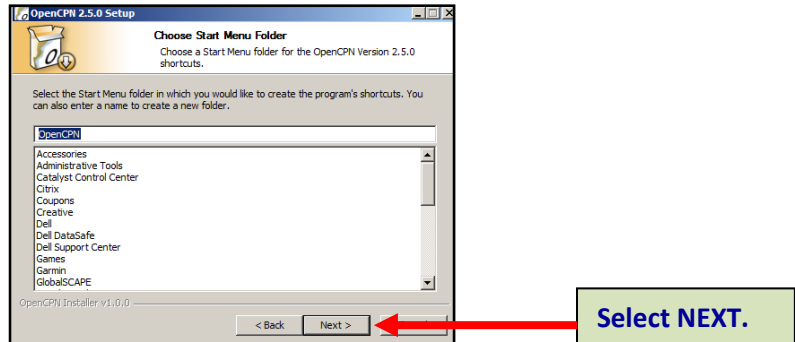 OpenCPN 2.5.0 Setup
Choose Start Menu Folder
Choose a Start Menu folder for the OpenCPN Version 2.5.0
shortcuts.
Select the Start Menu folder in which you would like to create the program's shortcuts. You
can also enter a name to create a new folder.
OpenCPN
Accessories
Administrative Tools
Catalyst Control Center
Citrix
Coupons
Creative
Dell
Dell DataSafe
Dell Support Center
Games
Garmin
GlobalSCAPE
OpenCPN Installer v1.0.0
< Back
Next >
Select NEXT.